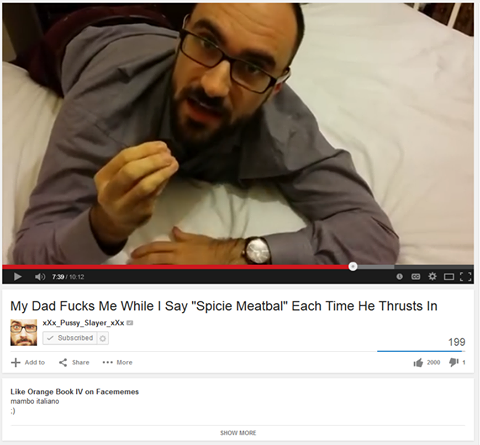 7:39 / 10:12
My Dad Fucks Me While I Say "Spicie Meatbal" Each Time He Thrusts In
xXx_Pussy_Slayer_xXx
Subscribed
199
Add to Share More 2000 1
Like Orange Book IV on Facememes
mambo italiano
;)
SHOW MORE